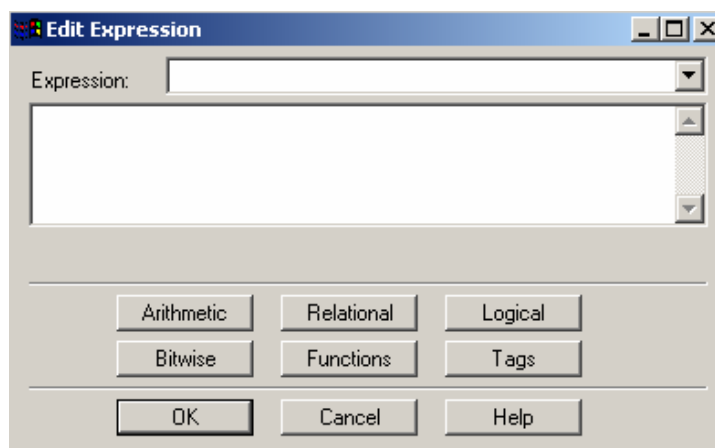 Edit Expression
Expression:
Arithmetic Relational Logical
Bitwise Functions Tags
OK Cancel Help